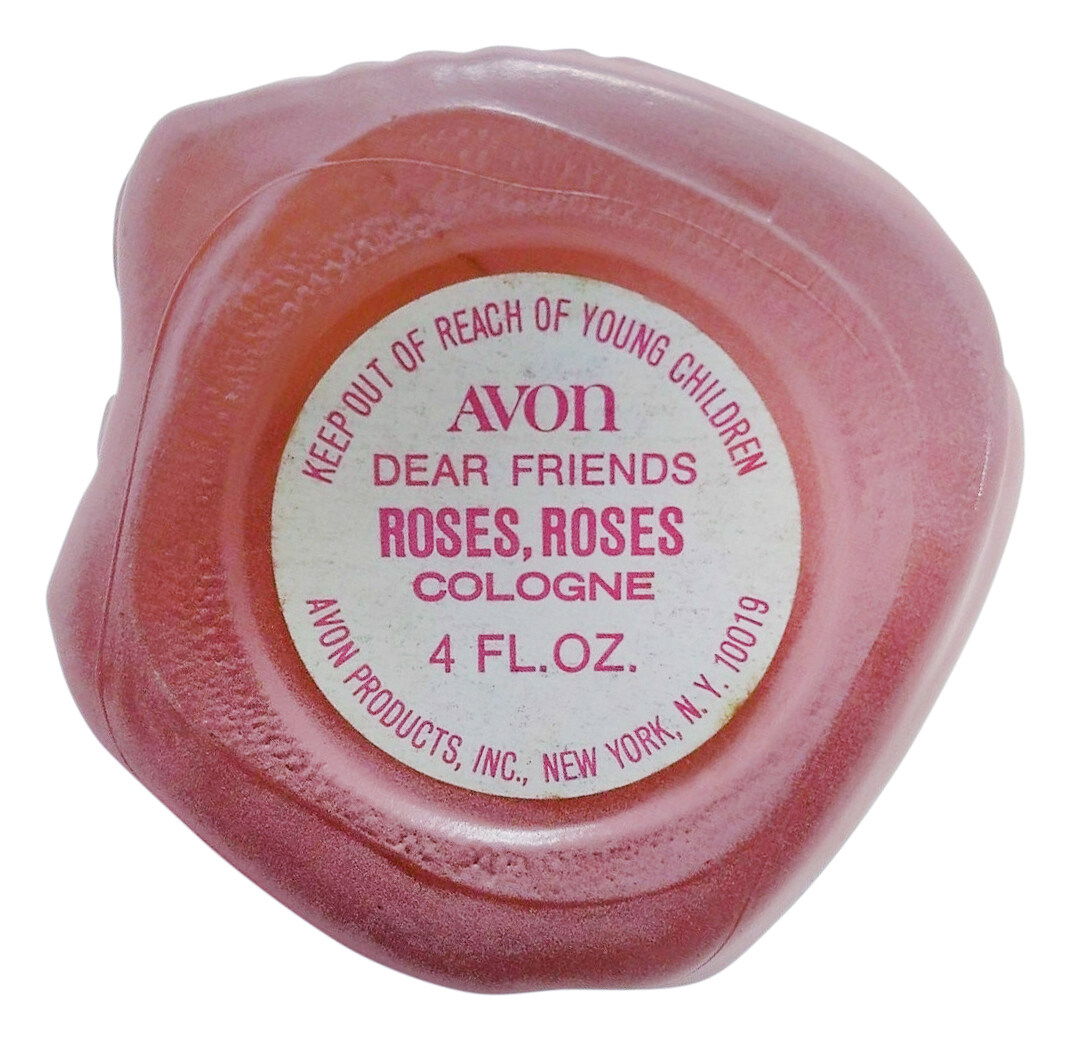 KEEP OUT OF REACH OF YOUNG CHILDREN
AVON
DEAR FRIENDS
ROSES, ROSES
COLOGNE
4 FL.OZ.
AVON PRODUCTS, INC., NEW YORK, N.Y. 10019